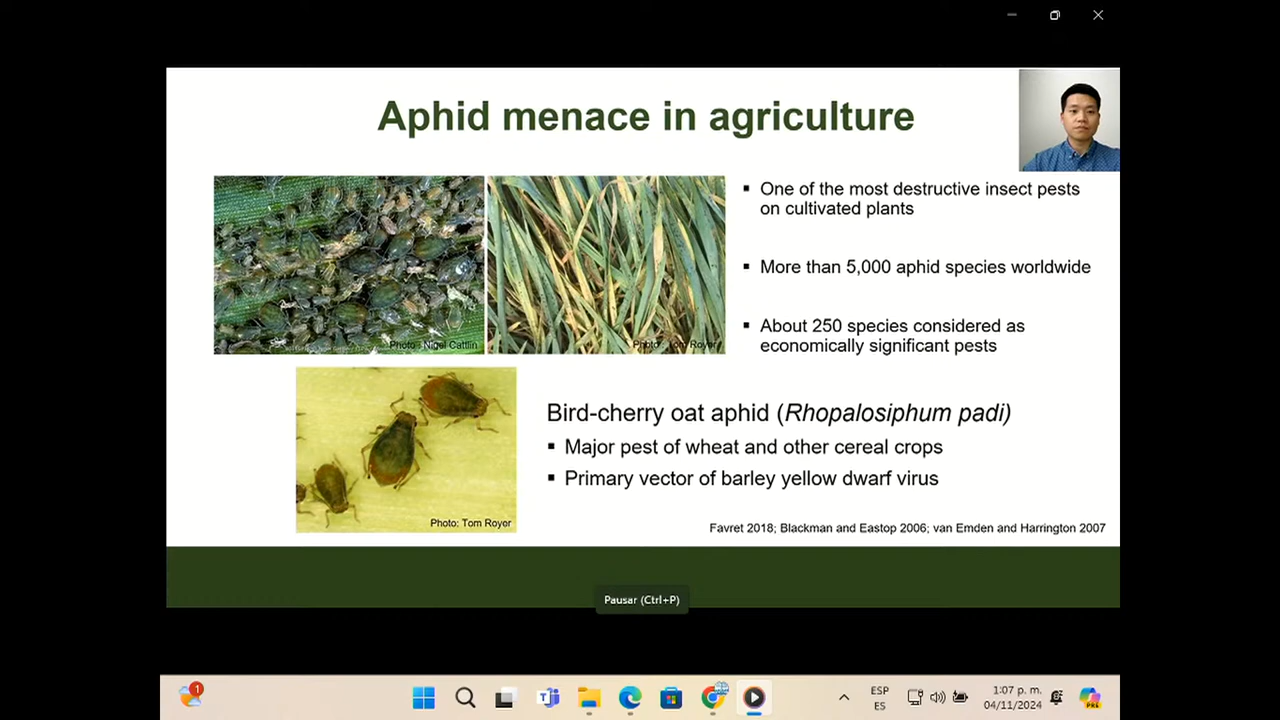 Aphid menace in agriculture
▪ One of the most destructive insect pests
on cultivated plants
▪ More than 5,000 aphid species worldwide
▪ About 250 species considered as
economically significant pests
Photo : Nigel Cattlin
Photo: Tom Royer
Bird-cherry oat aphid (Rhopalosiphum padi)
▪ Major pest of wheat and other cereal crops
▪ Primary vector of barley yellow dwarf virus
Photo: Tom Royer
Favret 2018; Blackman and Eastop 2006; van Emden and Harrington 2007
Pausar (Ctrl+P)
1
ESP
ES
1:07 p. m.
04/11/2024
PRE